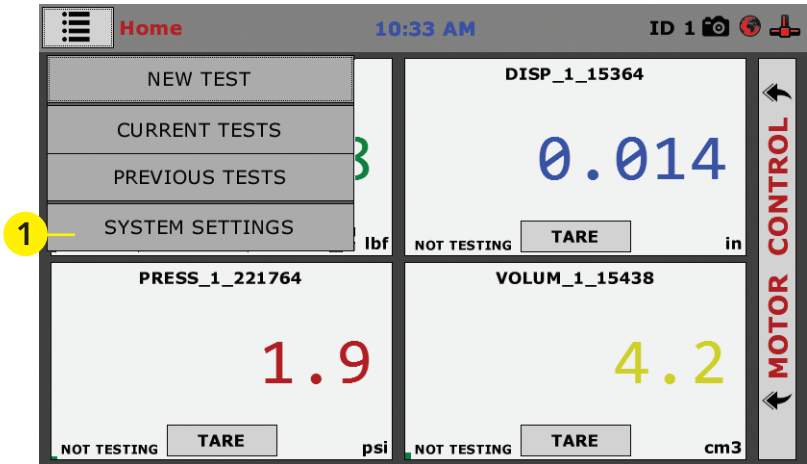 Home 10:33 AM ID 1
NEW TEST
CURRENT TESTS
PREVIOUS TESTS
SYSTEM SETTINGS
1
lbf
DISP_1_15364
0.014
NOT TESTING TARE in
PRESS_1_221764
1.9
NOT TESTING TARE psi
VOLUM_1_15438
4.2
NOT TESTING TARE cm3
MOTOR CONTROL